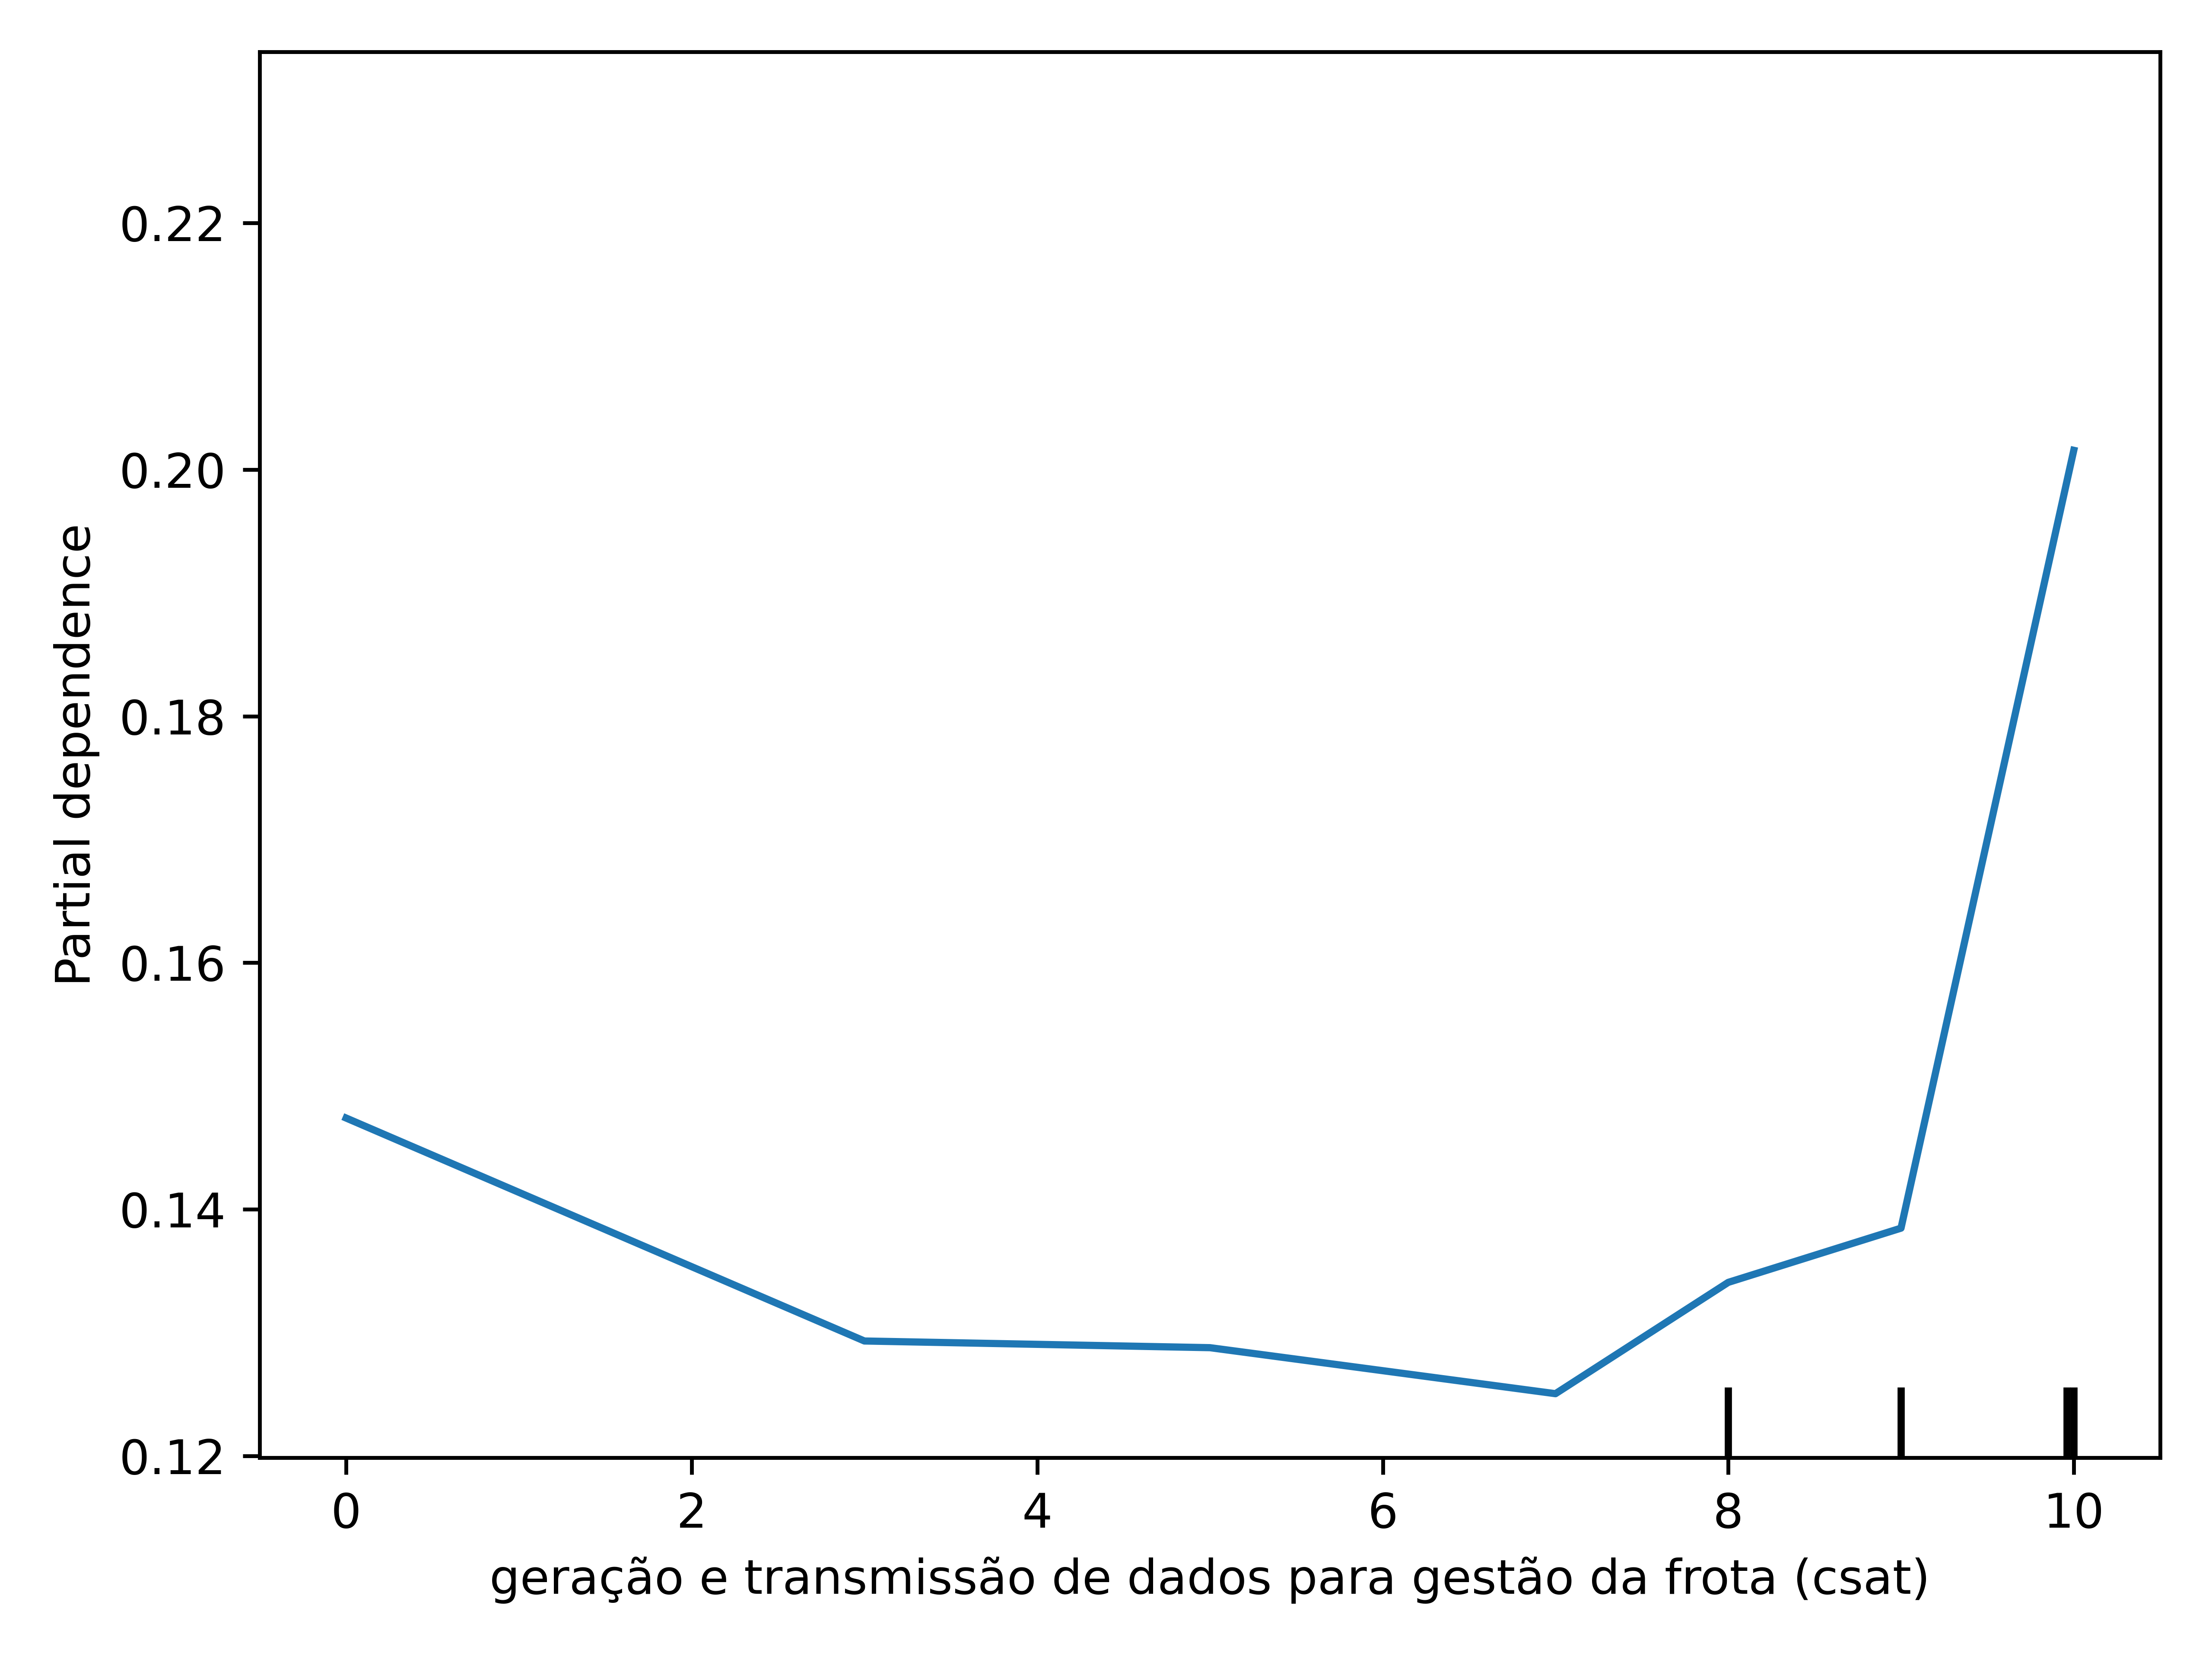 0.22
0.20
0.18
0.16
0.14
0.12
Partial dependence
0 2 4 6 8 10
geração e transmissão de dados para gestão da frota (csat)